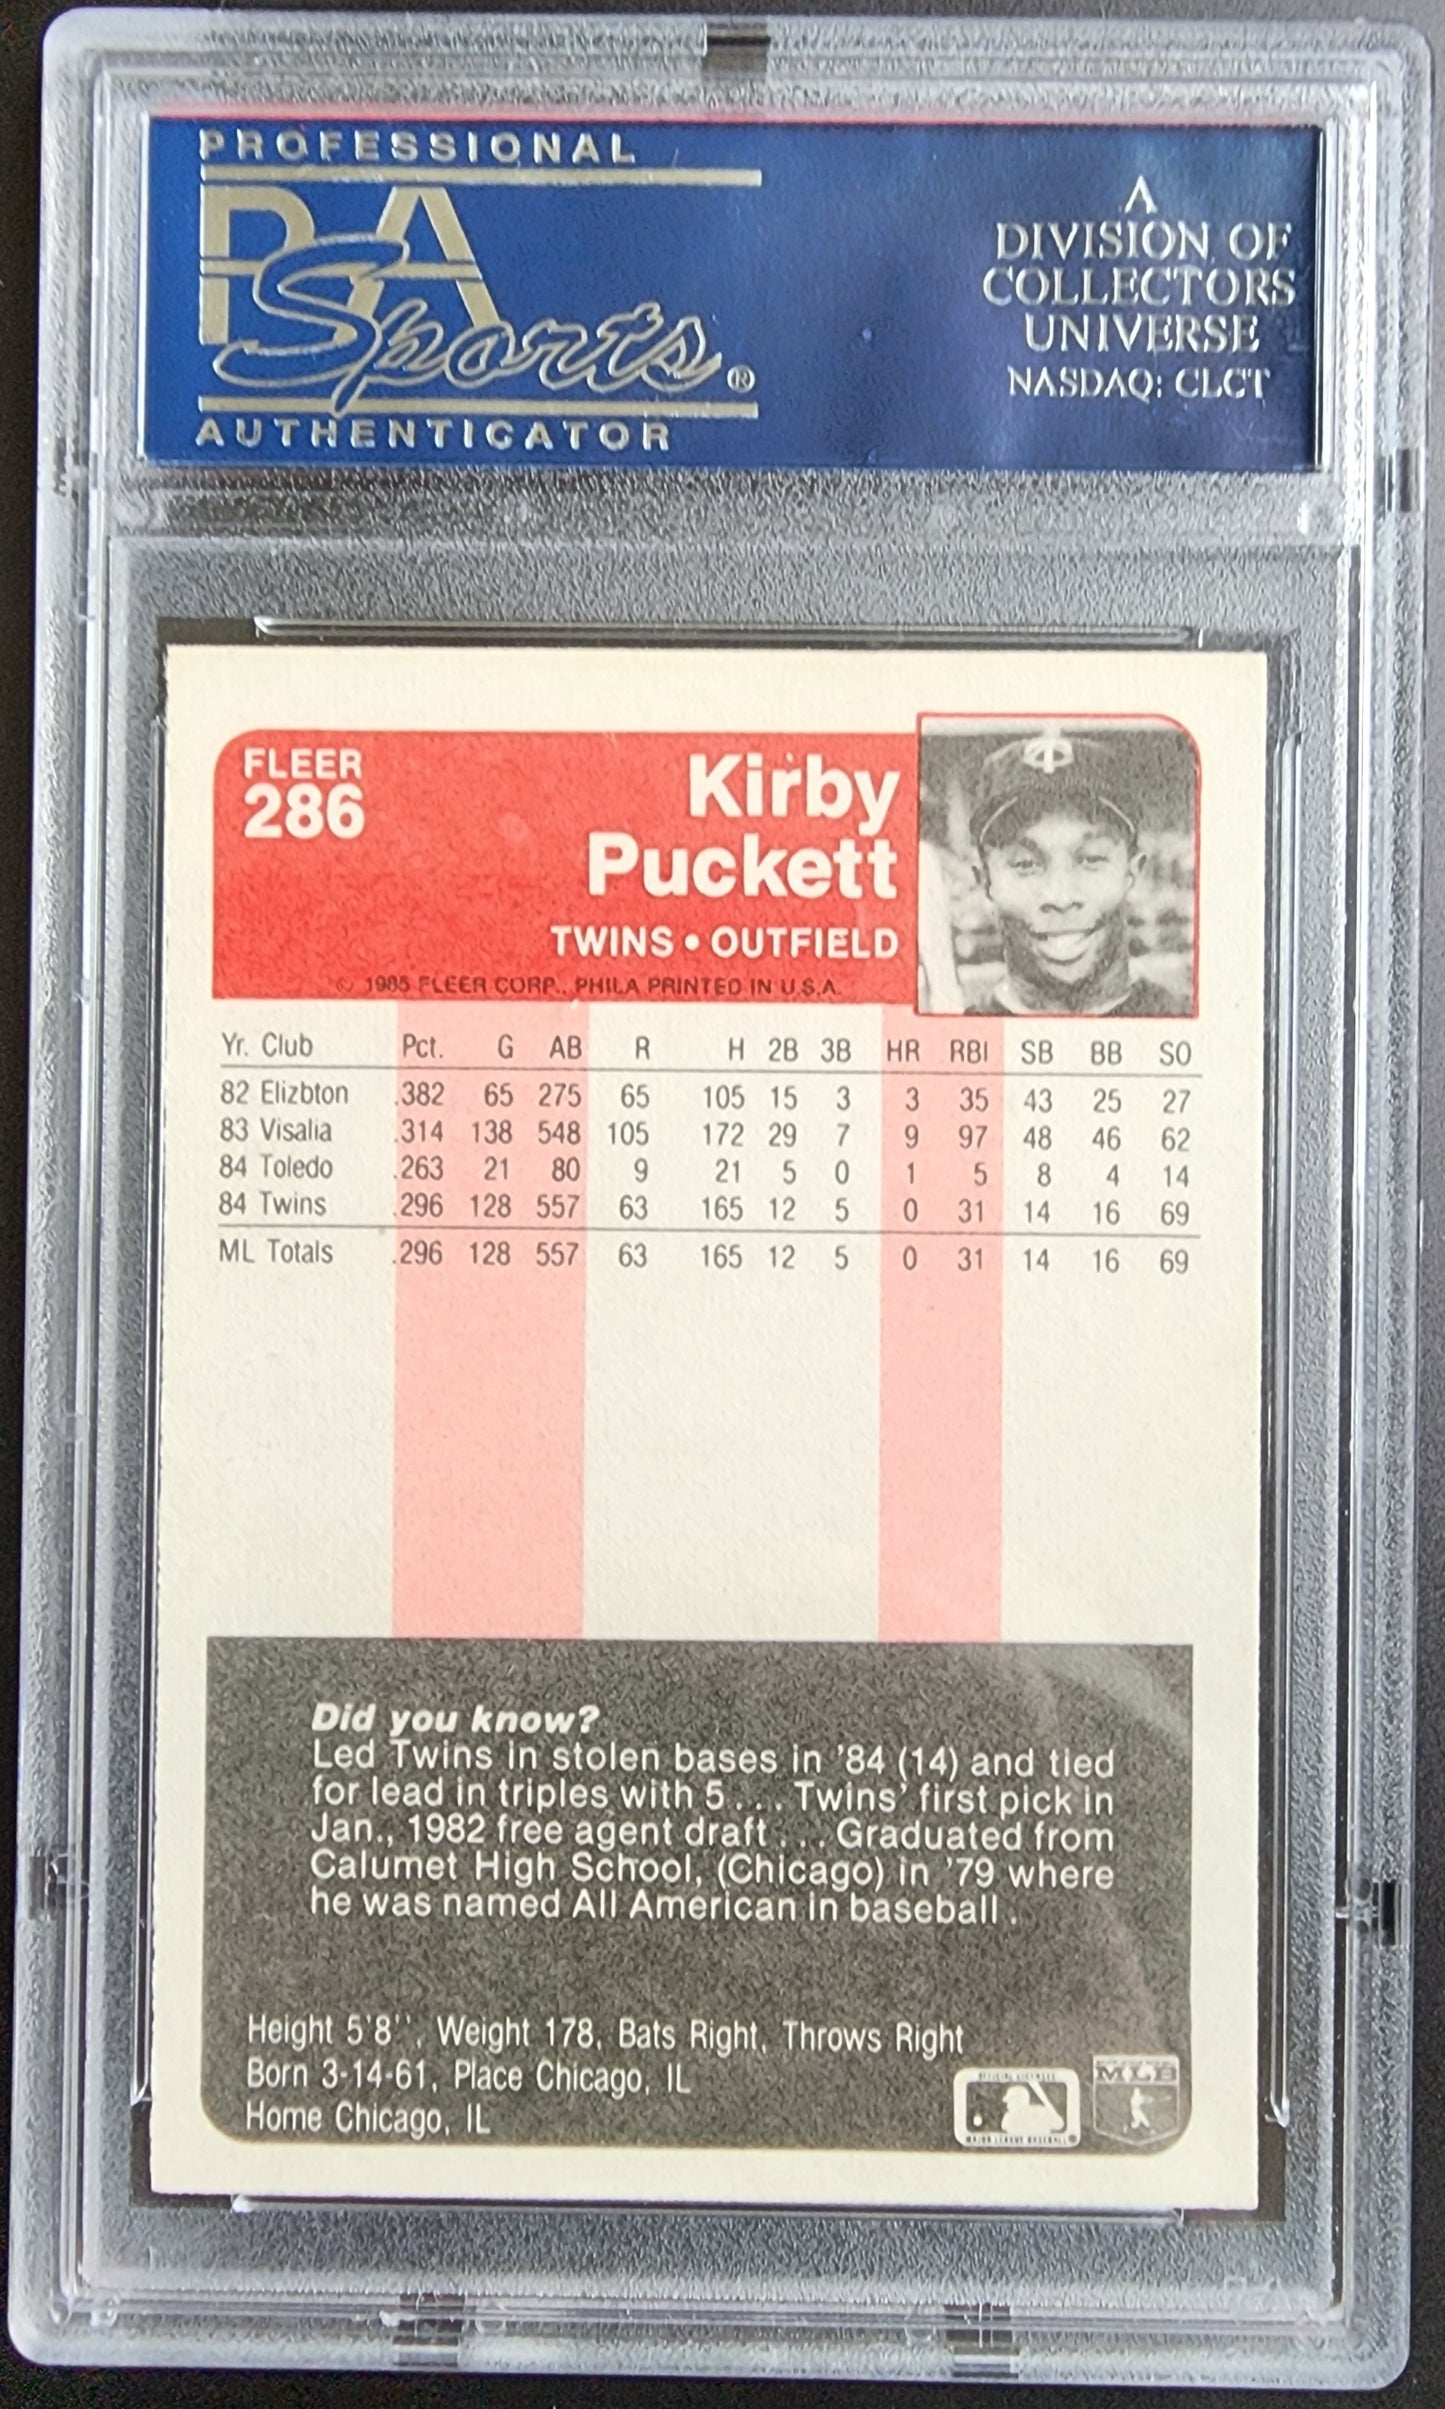 PROFESSIONAL
PSA
Sports®
AUTHENTICATOR
A
DIVISION OF
COLLECTORS
UNIVERSE
NASDAQ: CLCT
FLEER
286
Kirby
Puckett
TWINS • OUTFIELD
© 1985 FLEER CORP., PHILA PRINTED IN U.S.A.
Yr. Club Pct. G AB R H 2B 3B HR RBI SB BB SO
82 Elizbton .382 65 275 65 105 15 3 3 35 43 25 27
83 Visalia .314 138 548 105 172 29 7 9 97 48 46 62
84 Toledo .263 21 80 9 21 5 0 1 5 8 4 14
84 Twins .296 128 557 63 165 12 5 0 31 14 16 69
ML Totals .296 128 557 63 165 12 5 0 31 14 16 69
Did you know?
Led Twins in stolen bases in '84 (14) and tied
for lead in triples with 5 . . . Twins' first pick in
Jan., 1982 free agent draft . . . Graduated from
Calumet High School, (Chicago) in '79 where
he was named All American in baseball .
Height 5'8'', Weight 178, Bats Right, Throws Right
Born 3-14-61, Place Chicago, IL
Home Chicago, IL
MLB
MAJOR LEAGUE BASEBALL®